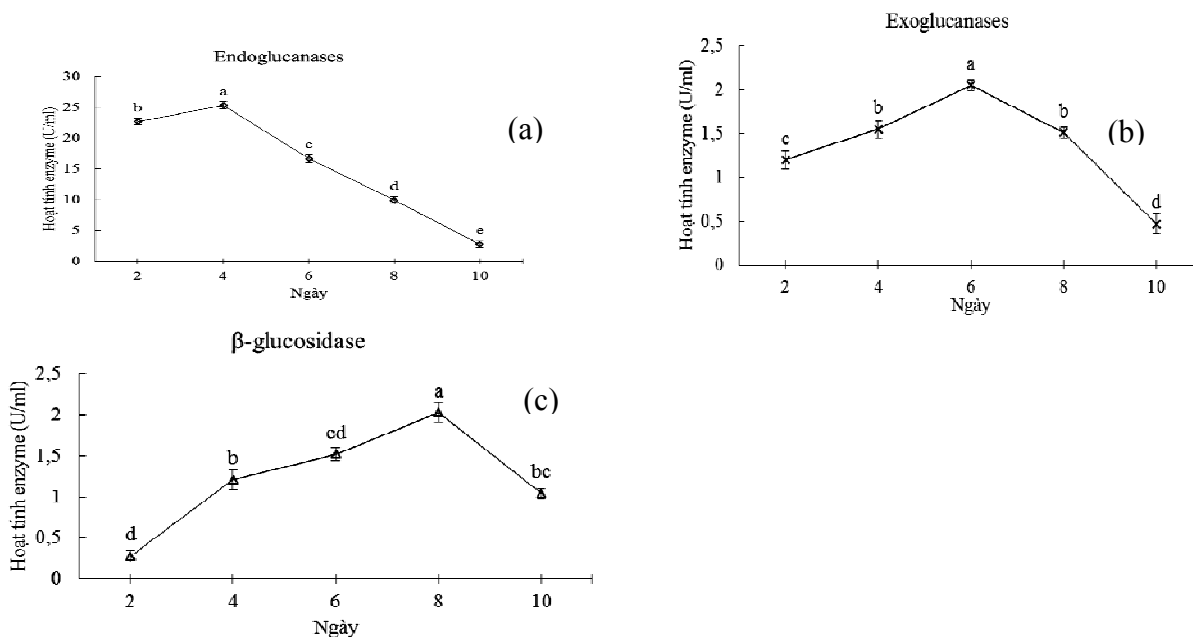 Endoglucanases
Hoạt tính enzyme (U/ml)
30
25
20
15
10
5
0
b
a
c
d
e
2 4 6 8 10
Ngày
(a)
Exoglucanases
Hoạt tính enzyme (U/ml)
2,5
2
1,5
1
0,5
0
c
b
a
b
d
2 4 6 8 10
Ngày
(b)
β-glucosidase
Hoạt tính enzyme (U/ml)
2,5
2
1,5
1
0,5
0
d
b
cd
a
bc
2 4 6 8 10
Ngày
(c)